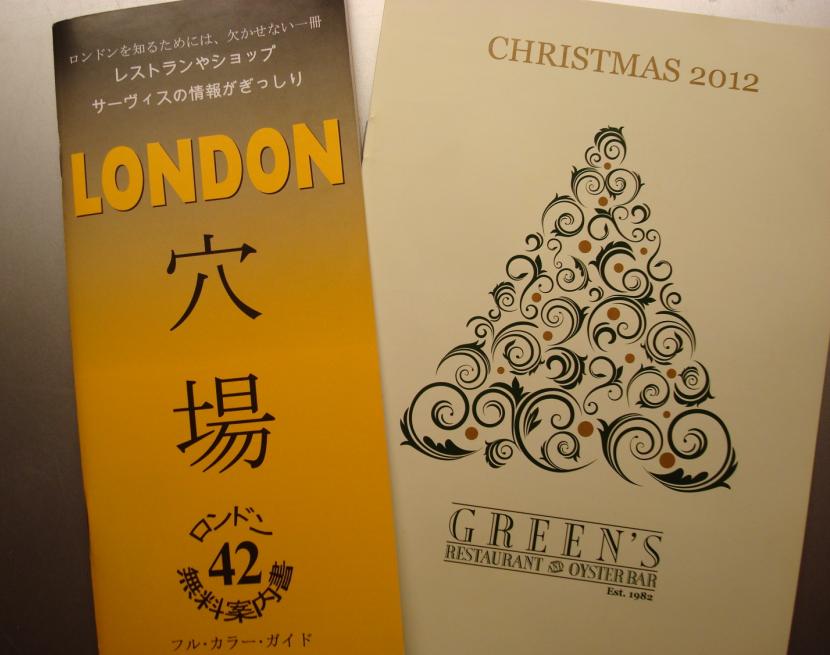 ロンドンを知るためには、欠かせない一冊
レストランやショップ
サーヴィスの情報がぎっしり
LONDON
穴
場
ロンドン
42
無料案内書
フル・カラー・ガイド
CHRISTMAS 2012
GREEN'S
RESTAURANT AND OYSTER BAR
Est. 1982